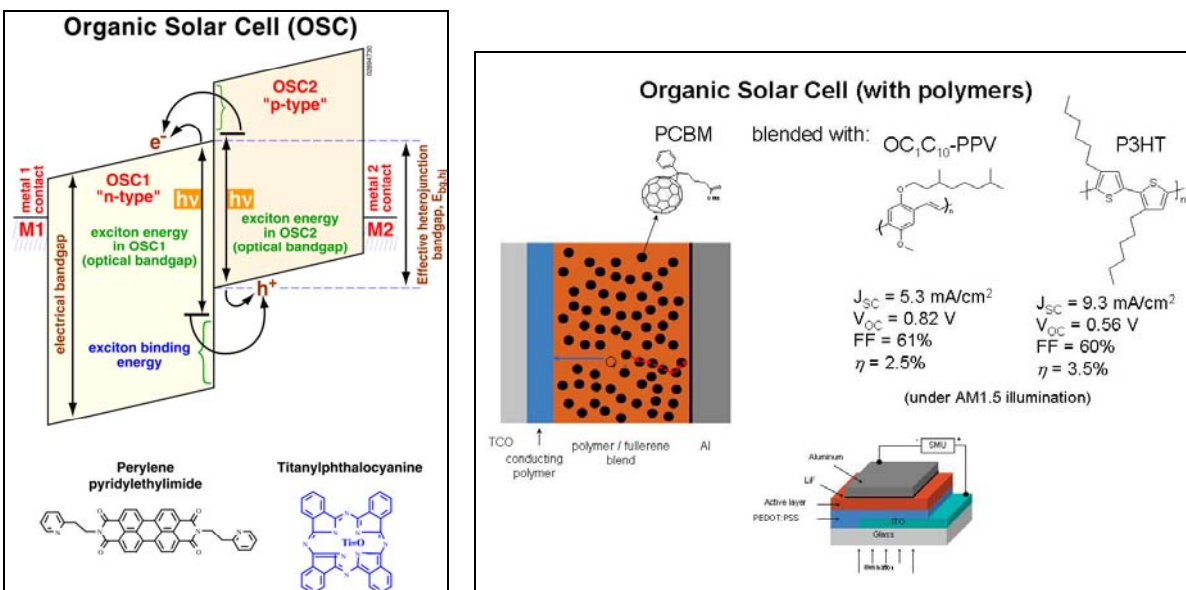 Organic Solar Cell (OSC)
02894730
OSC2
"p-type"
e-
metal 1
contact
M1
OSC1
"n-type"
hν
hν
metal 2
contact
M2
Effective heterojunction
bandgap, E_bg,hj
electrical bandgap
exciton energy
in OSC1
(optical bandgap)
exciton energy
in OSC2
(optical bandgap)
h+
exciton binding
energy
Perylene
pyridylethylimide
N
O
O
N
N
O
O
N
Titanylphthalocyanine
N
N
N
N
Ti=O
N
N
N
N
Organic Solar Cell (with polymers)
PCBM
blended with:
OC1C10-PPV
P3HT
O
n
O
S
S
n
JSC = 5.3 mA/cm2
VOC = 0.82 V
FF = 61%
η = 2.5%
JSC = 9.3 mA/cm2
VOC = 0.56 V
FF = 60%
η = 3.5%
(under AM1.5 illumination)
TCO
conducting
polymer
polymer / fullerene
blend
Al
SMU
-
+
Aluminum
LiF
Active layer
PEDOT:PSS
ITO
Glass